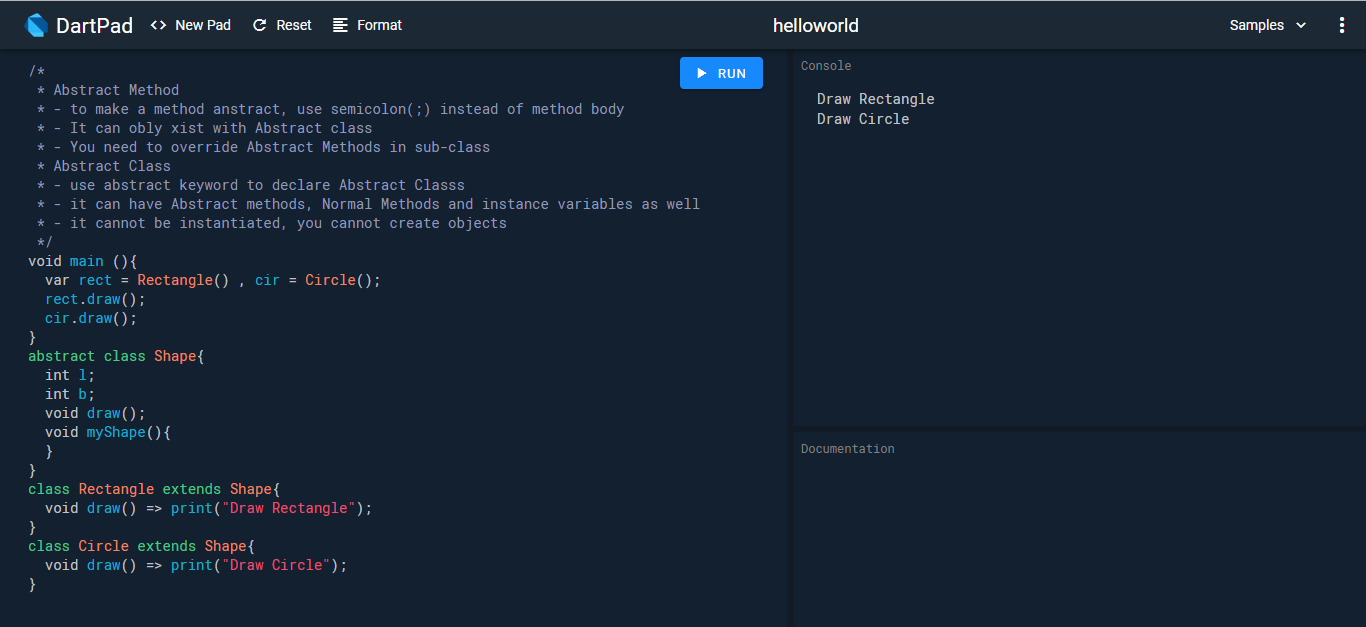 DartPad <> New Pad Reset Format helloworld Samples
RUN
/*
 * Abstract Method
 * - to make a method anstract, use semicolon(;) instead of method body
 * - It can obly xist with Abstract class
 * - You need to override Abstract Methods in sub-class
 * Abstract Class
 * - use abstract keyword to declare Abstract Classs
 * - it can have Abstract methods, Normal Methods and instance variables as well
 * - it cannot be instantiated, you cannot create objects
 */
void main (){
  var rect = Rectangle() , cir = Circle();
  rect.draw();
  cir.draw();
}
abstract class Shape{
  int l;
  int b;
  void draw();
  void myShape(){
  }
}
class Rectangle extends Shape{
  void draw() => print("Draw Rectangle");
}
class Circle extends Shape{
  void draw() => print("Draw Circle");
}
Console
Draw Rectangle
Draw Circle
Documentation